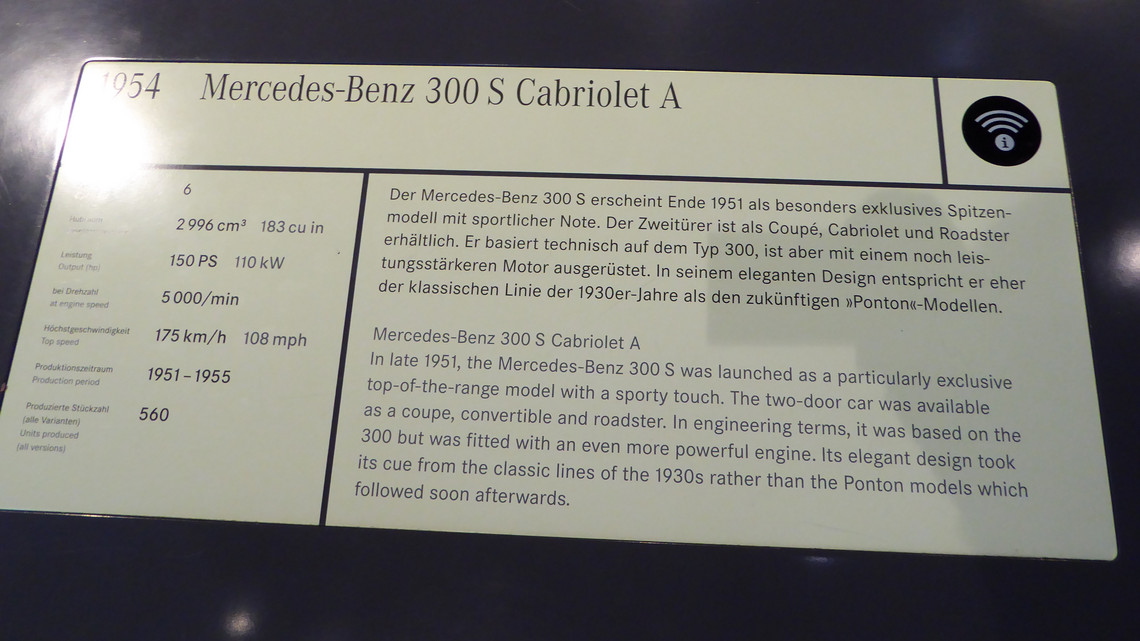 1954 Mercedes-Benz 300 S Cabriolet A
i
6
2 996 cm³ 183 cu in
Leistung
Output (hp)
150 PS 110 kW
bei Drehzahl
at engine speed
5 000/min
Höchstgeschwindigkeit
Top speed
175 km/h 108 mph
Produktionszeitraum
Production period
1951 – 1955
Produzierte Stückzahl
(alle Varianten)
Units produced
(all versions)
560
Der Mercedes-Benz 300 S erscheint Ende 1951 als besonders exklusives Spitzen-
modell mit sportlicher Note. Der Zweitürer ist als Coupé, Cabriolet und Roadster
erhältlich. Er basiert technisch auf dem Typ 300, ist aber mit einem noch leis-
tungsstärkeren Motor ausgerüstet. In seinem eleganten Design entspricht er eher
der klassischen Linie der 1930er-Jahre als den zukünftigen »Ponton«-Modellen.
Mercedes-Benz 300 S Cabriolet A
In late 1951, the Mercedes-Benz 300 S was launched as a particularly exclusive
top-of-the-range model with a sporty touch. The two-door car was available
as a coupe, convertible and roadster. In engineering terms, it was based on the
300 but was fitted with an even more powerful engine. Its elegant design took
its cue from the classic lines of the 1930s rather than the Ponton models which
followed soon afterwards.